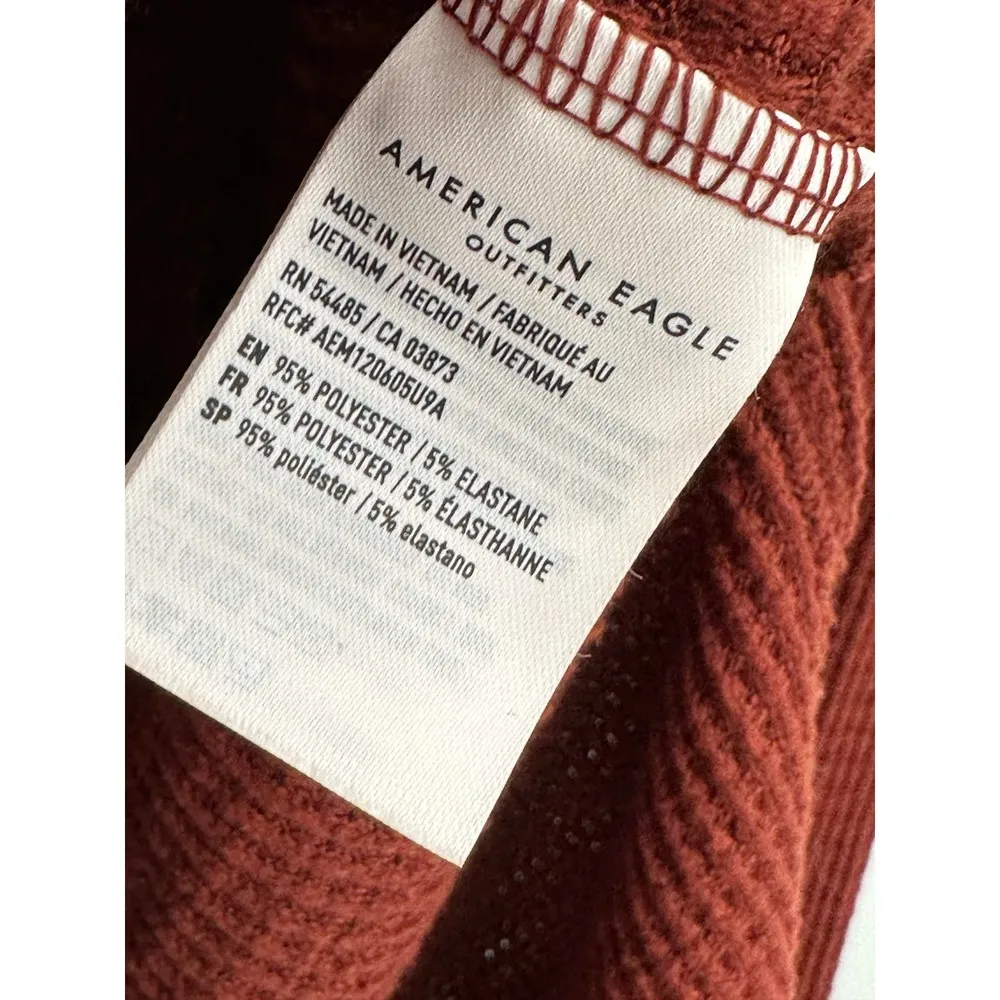 AMERICAN EAGLE
OUTFITTERS
MADE IN VIETNAM / FABRIQUÉ AU
VIETNAM / HECHO EN VIETNAM
RN 54485 / CA 03873
RFC# AEM120605U9A
EN 95% POLYESTER / 5% ELASTANE
FR 95% POLYESTER / 5% ÉLASTHANNE
SP 95% poliéster / 5% elastano